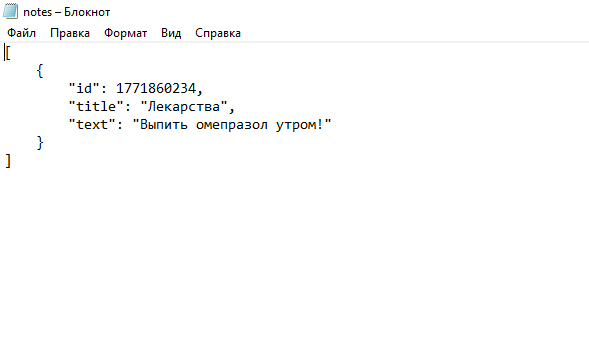 notes – Блокнот
Файл Правка Формат Вид Справка
[
    {
        "id": 1771860234,
        "title": "Лекарства",
        "text": "Выпить омепразол утром!"
    }
]